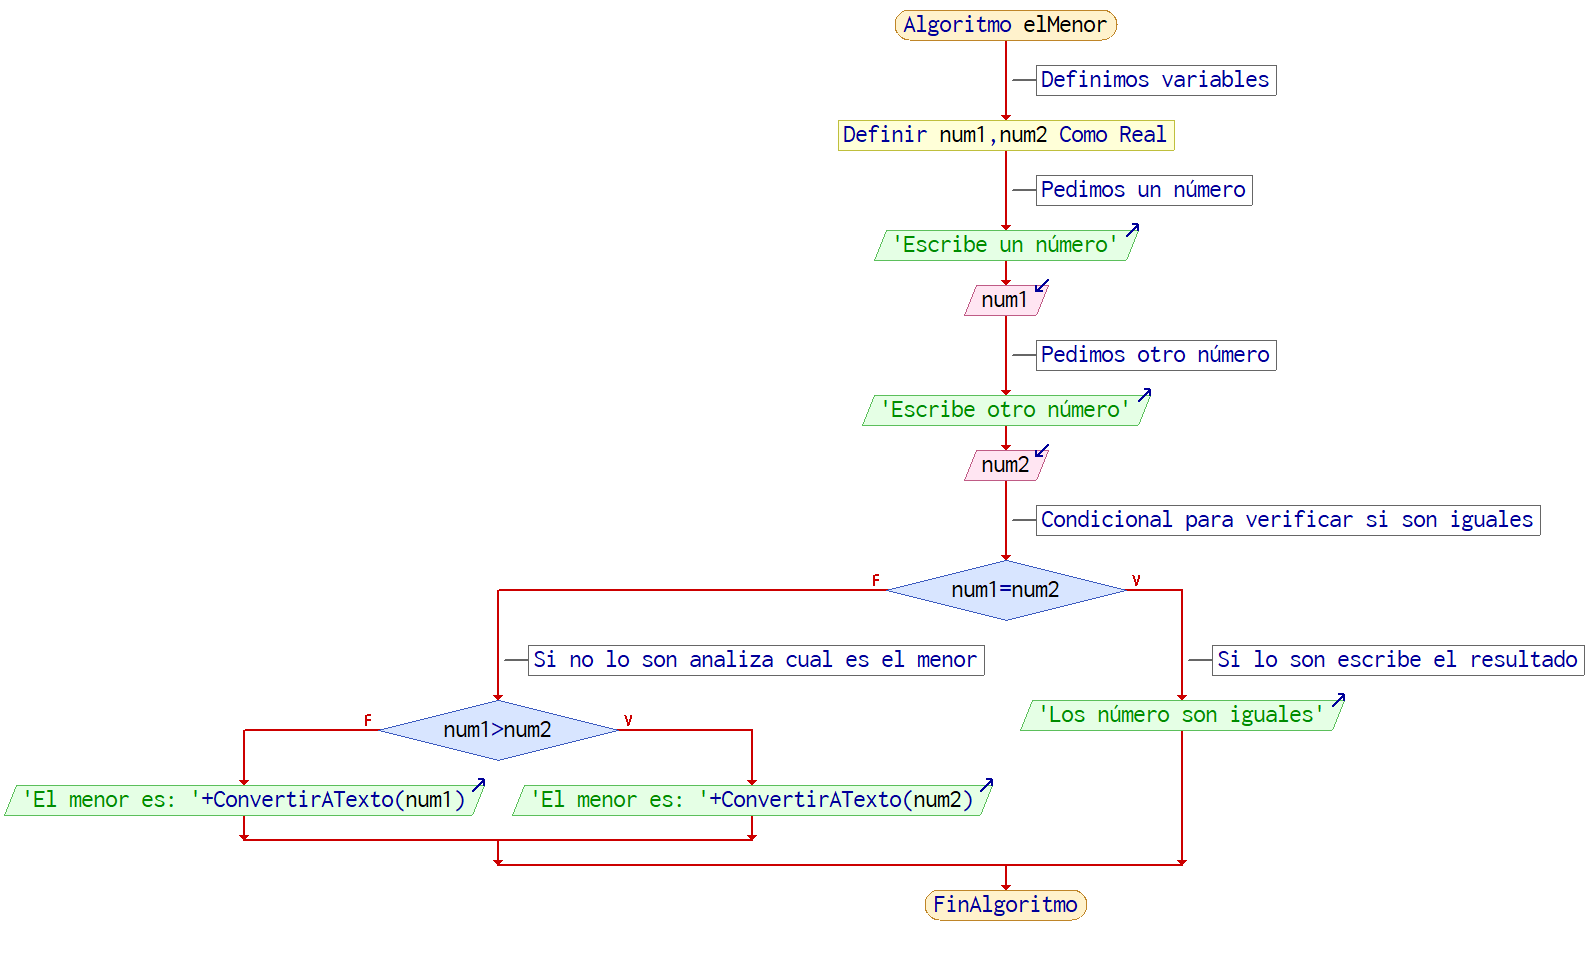 Algoritmo elMenor
Definimos variables
Definir num1,num2 Como Real
Pedimos un número
'Escribe un número'
num1
Pedimos otro número
'Escribe otro número'
num2
Condicional para verificar si son iguales
F
num1=num2
V
Si no lo son analiza cual es el menor
Si lo son escribe el resultado
F
num1>num2
V
'Los número son iguales'
'El menor es: '+ConvertirATexto(num1)
'El menor es: '+ConvertirATexto(num2)
FinAlgoritmo